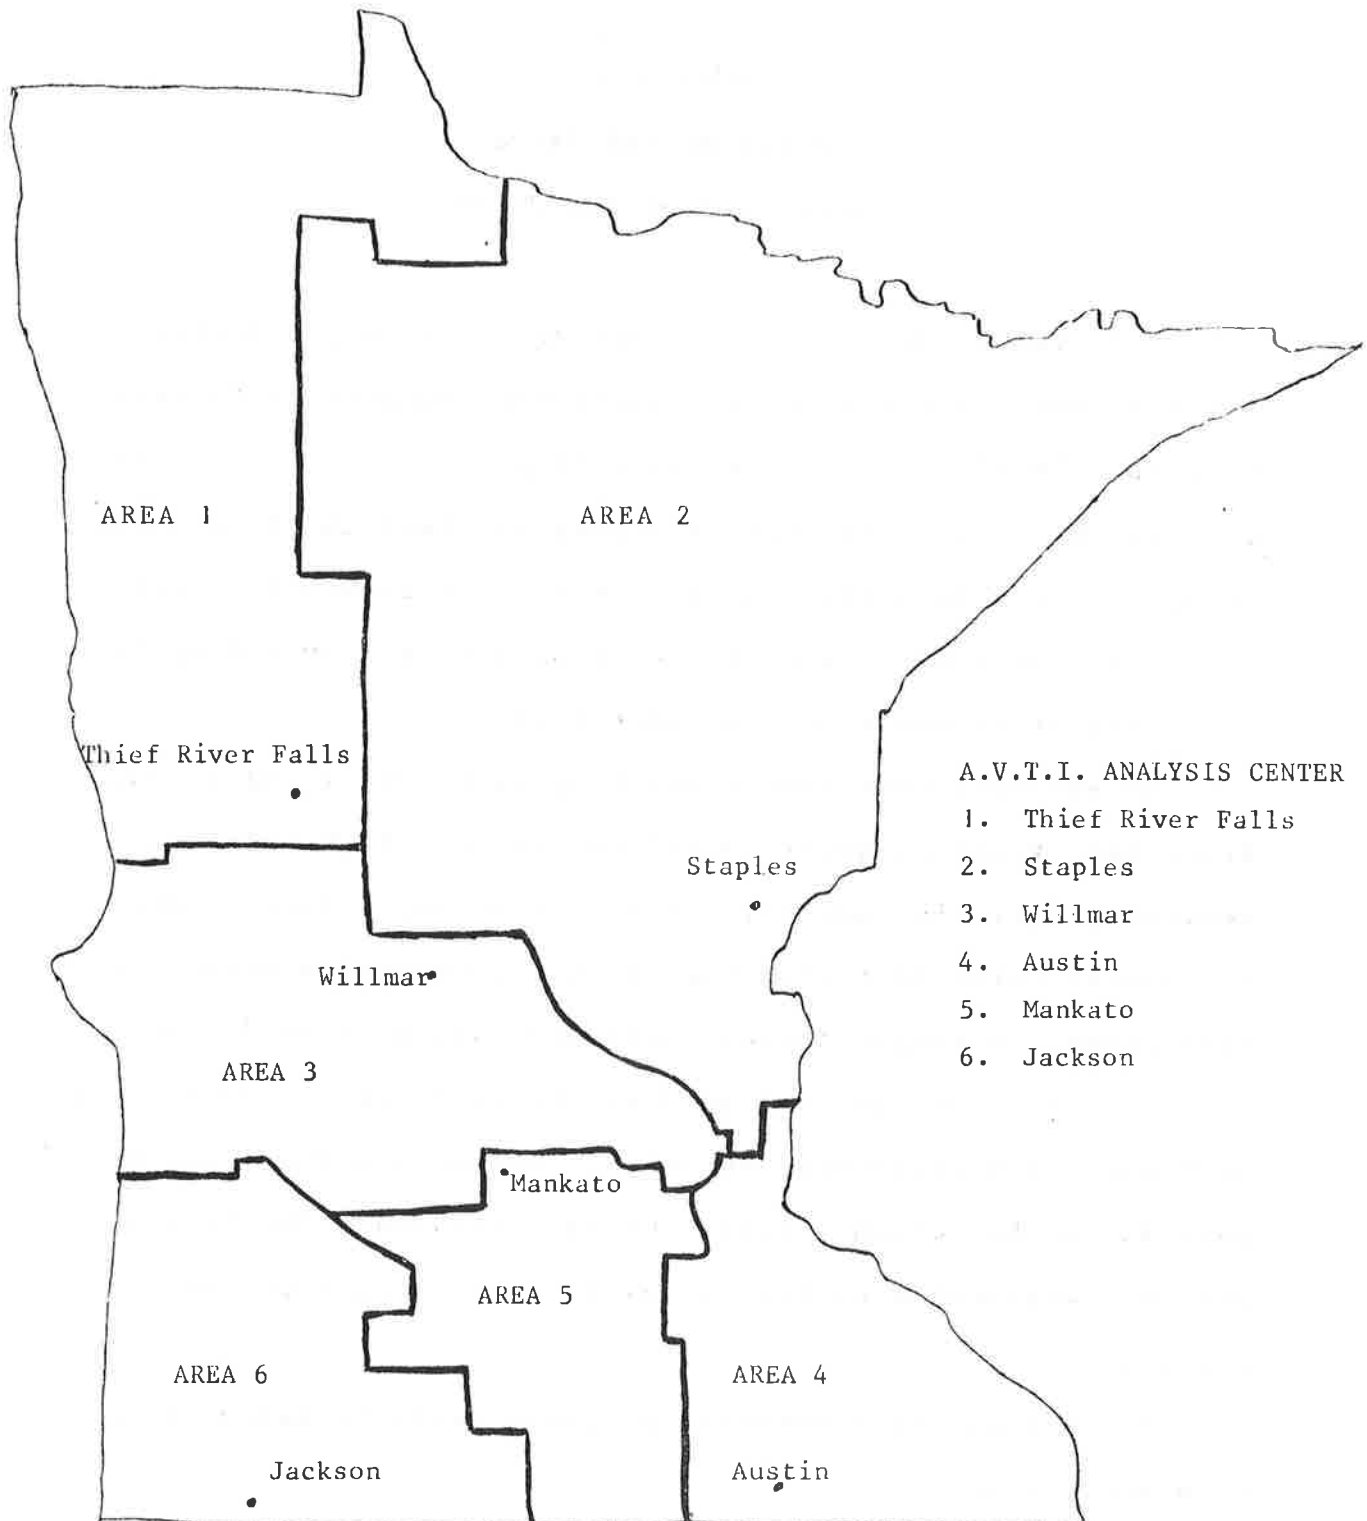 AREA 1
AREA 2
Thief River Falls
A.V.T.I. ANALYSIS CENTER
1. Thief River Falls
2. Staples
3. Willmar
4. Austin
5. Mankato
6. Jackson
Staples
Willmar
AREA 3
Mankato
AREA 5
AREA 6
AREA 4
Jackson
Austin